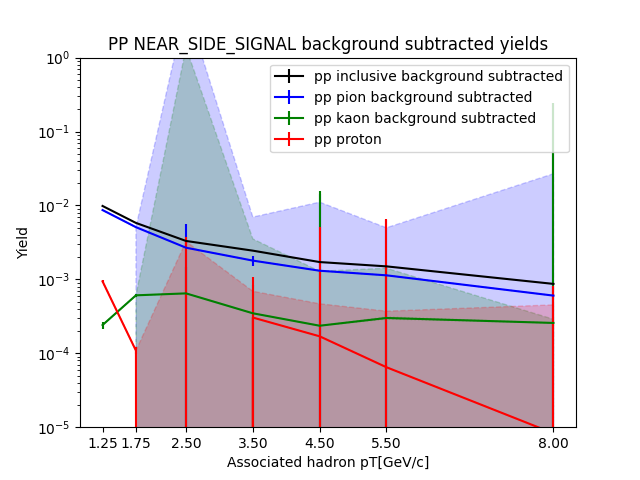 PP NEAR_SIDE_SIGNAL background subtracted yields
pp inclusive background subtracted
pp pion background subtracted
pp kaon background subtracted
pp proton
Yield
10^0
10^-1
10^-2
10^-3
10^-4
10^-5
1.25 1.75 2.50 3.50 4.50 5.50 8.00
Associated hadron pT[GeV/c]